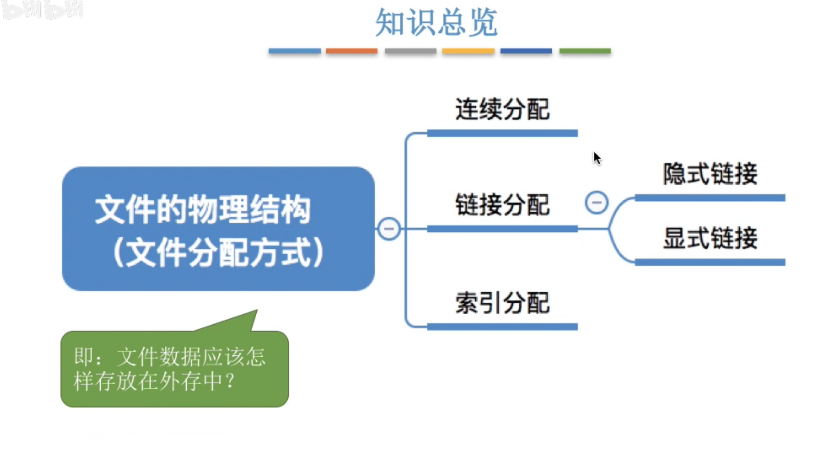 知识总览
连续分配
隐式链接
文件的物理结构
链接分配
(文件分配方式)
显式链接
索引分配
即：文件数据应该怎
样存放在外存中？